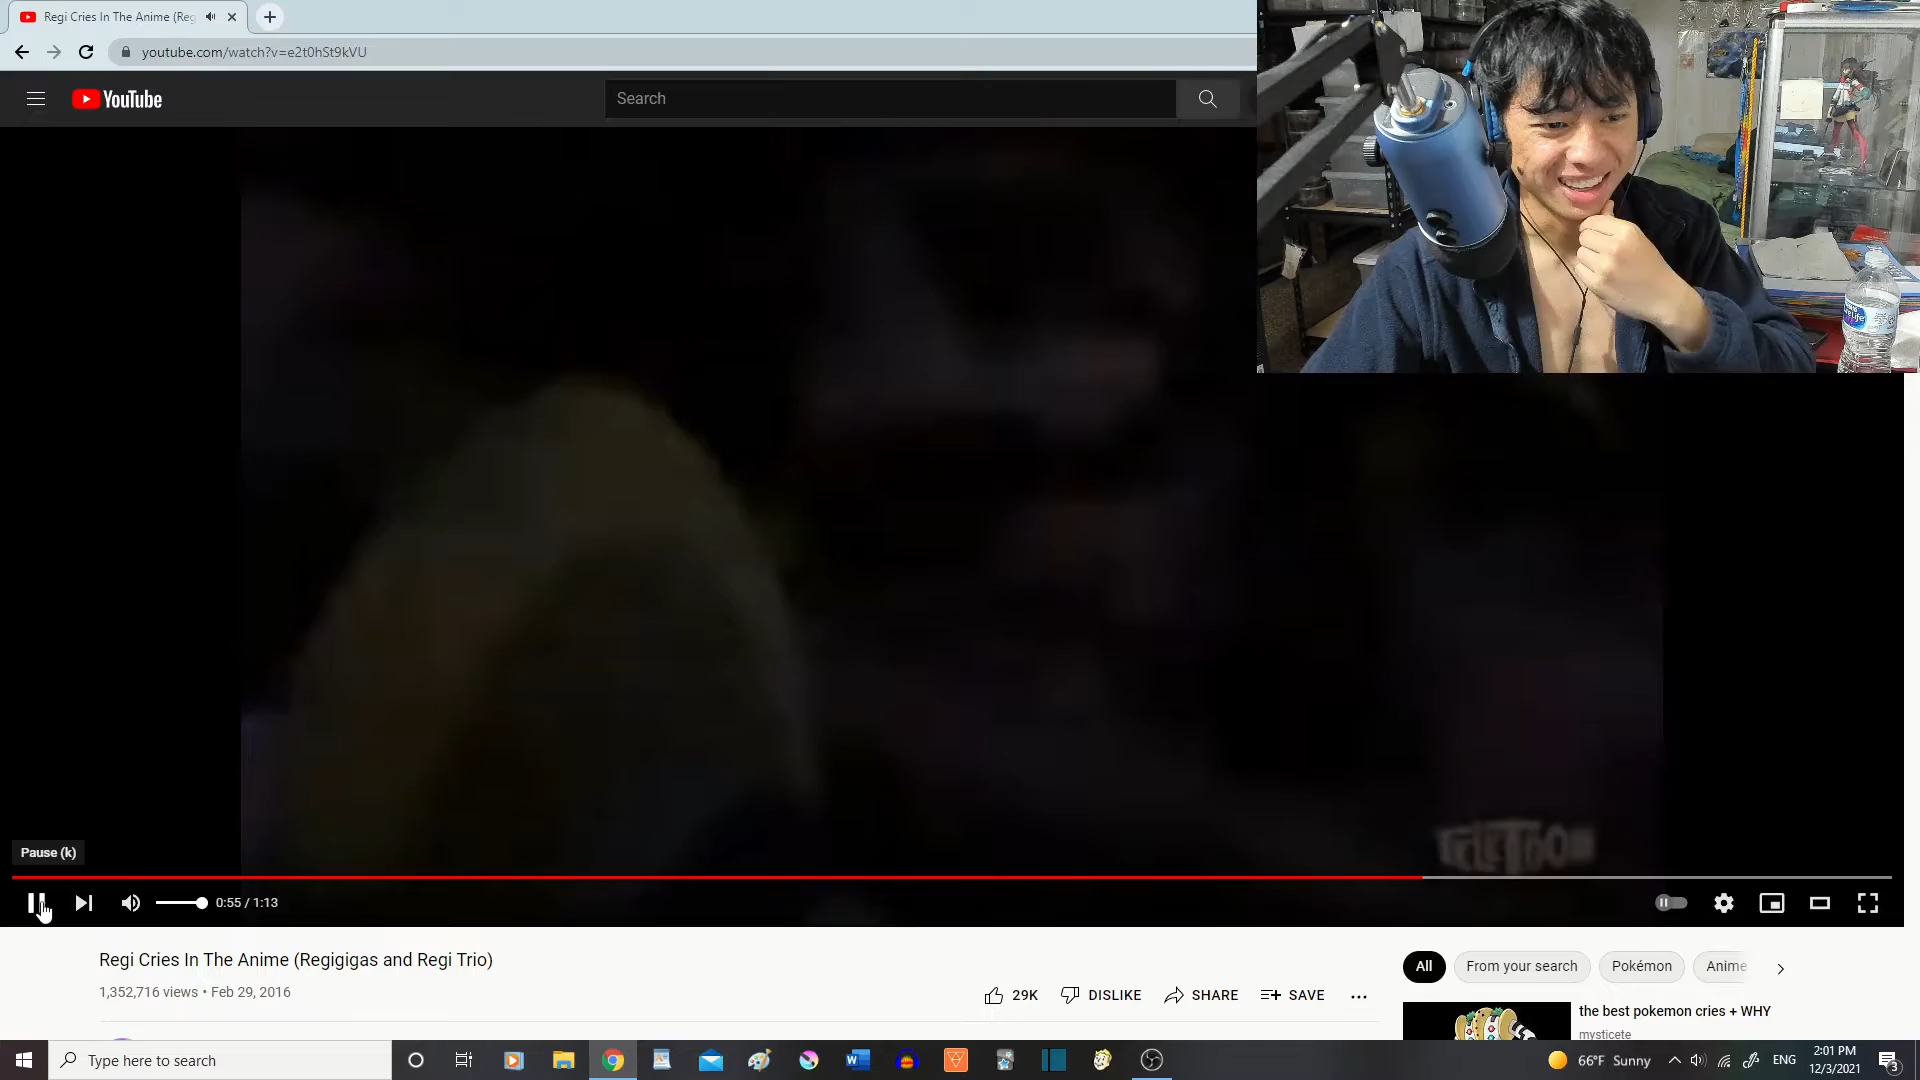 Regi Cries In The Anime (Reg
youtube.com/watch?v=e2t0hSt9kVU
YouTube
Search
TELETOON
Pause (k)
0:55 / 1:13
Regi Cries In The Anime (Regigigas and Regi Trio)
1,352,716 views • Feb 29, 2016
29K
DISLIKE
SHARE
SAVE
All
From your search
Pokémon
Anime
the best pokemon cries + WHY
mysticete
Type here to search
66°F Sunny
ENG
2:01 PM
12/3/2021
3